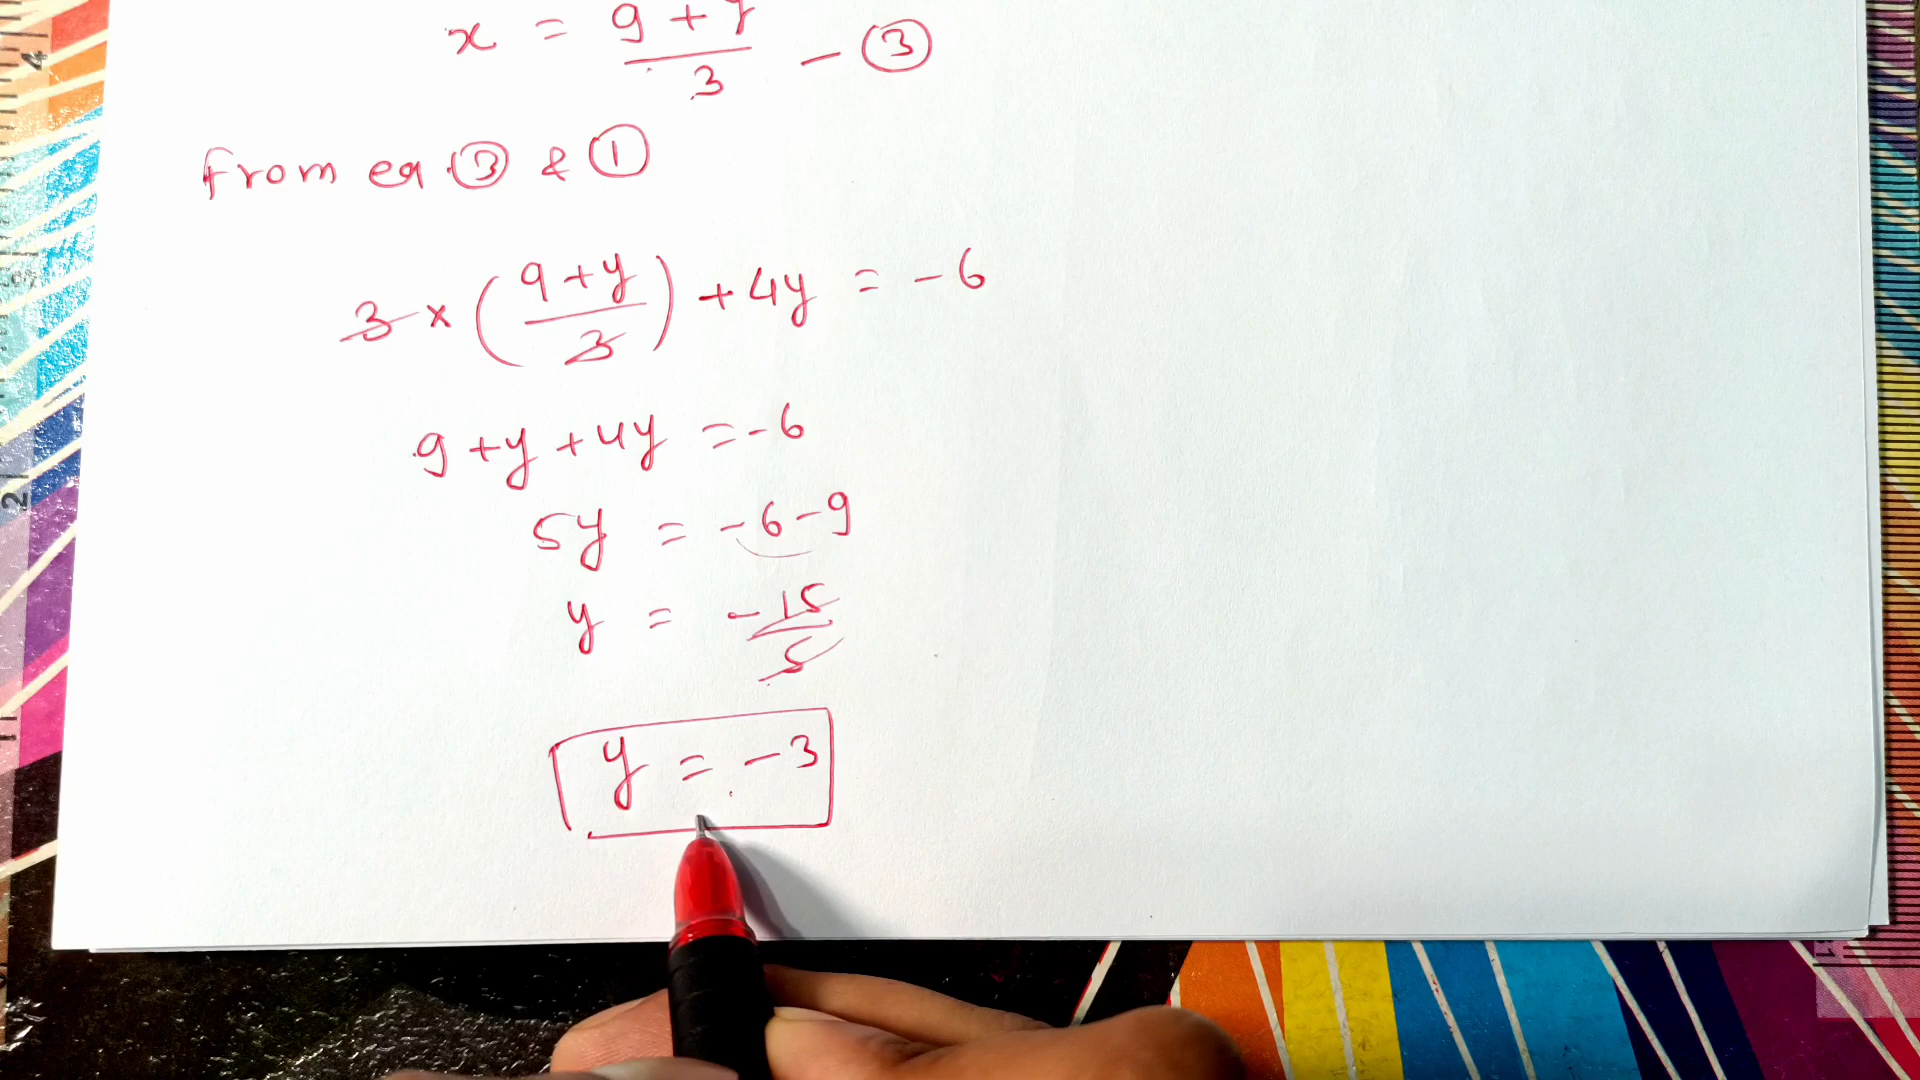 x = 9 + y / 3 - ③
From eq ③ & ①
3 × (9 + y / 3) + 4y = -6
9 + y + 4y = -6
5y = -6 - 9
y = -15 / 5
y = -3